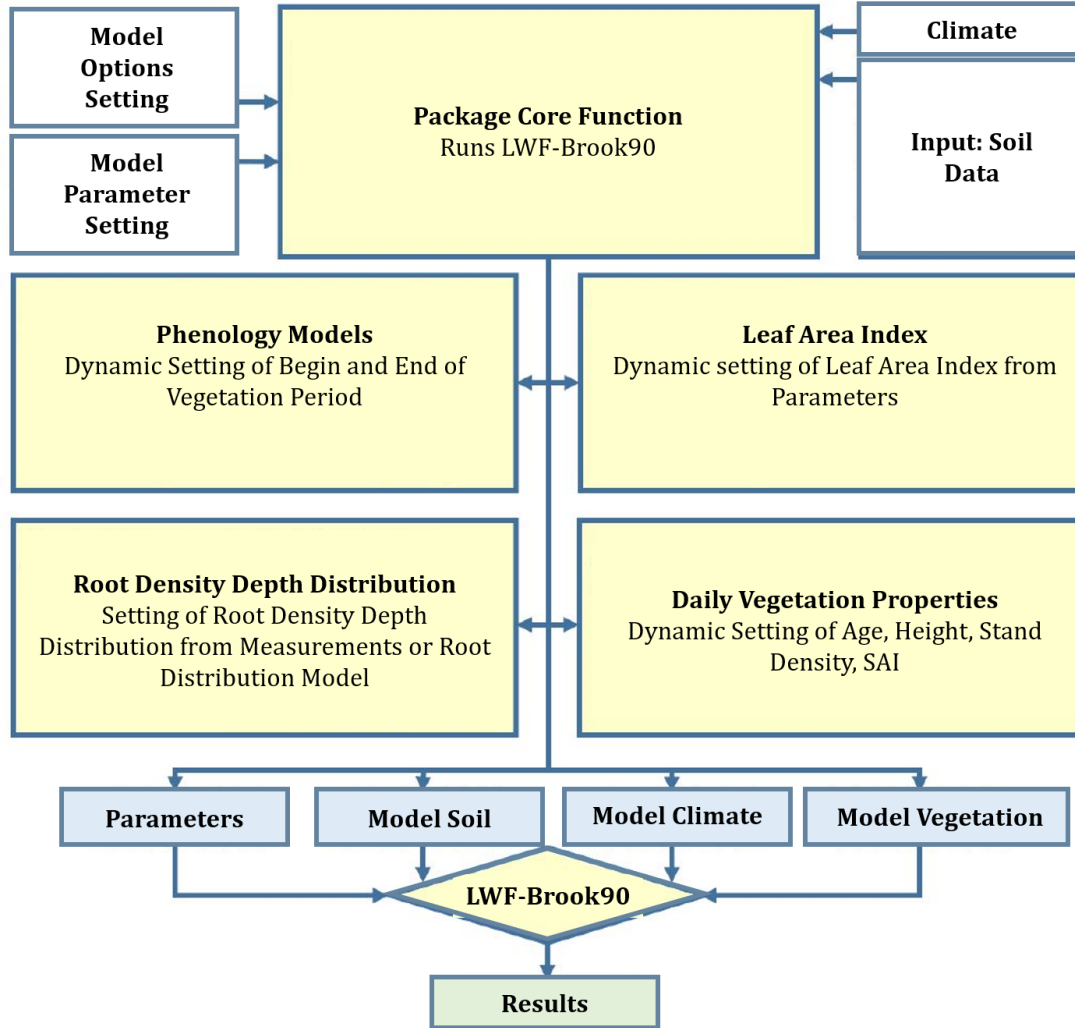 Model
Options
Setting
Climate
Package Core Function
Runs LWF-Brook90
Input: Soil
Data
Model
Parameter
Setting
Phenology Models
Dynamic Setting of Begin and End of
Vegetation Period
Leaf Area Index
Dynamic setting of Leaf Area Index from
Parameters
Root Density Depth Distribution
Setting of Root Density Depth
Distribution from Measurements or Root
Distribution Model
Daily Vegetation Properties
Dynamic Setting of Age, Height, Stand
Density, SAI
Parameters
Model Soil
Model Climate
Model Vegetation
LWF-Brook90
Results